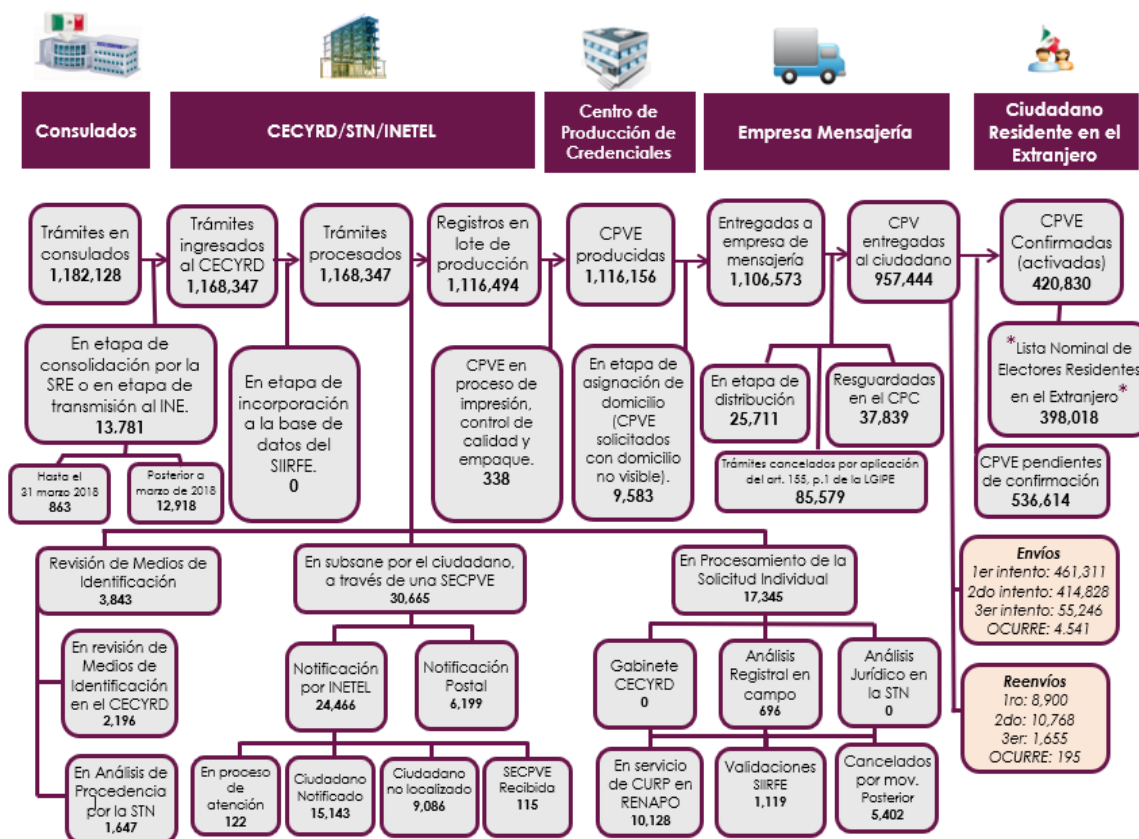 Consulados
CECYRD/STN/INETEL
Centro de
Producción de
Credenciales
Empresa Mensajería
Ciudadano
Residente en el
Extranjero
Trámites en
consulados
1,182,128
Trámites
ingresados
al CECYRD
1,168,347
Trámites
procesados
1,168,347
Registros en
lote de
producción
1,116,494
CPVE
producidas
1,116,156
Entregadas a
empresa de
mensajería
1,106,573
CPV
entregadas
al ciudadano
957,444
CPVE
Confirmadas
(activadas)
420,830
En etapa de
consolidación por la
SRE o en etapa de
transmisión al INE.
13,781
Hasta el
31 marzo 2018
863
Posterior a
marzo de 2018
12,918
En etapa de
incorporación
a la base de
datos del
SIIRFE.
0
CPVE en
proceso de
impresión,
control de
calidad y
empaque.
338
En etapa de
asignación de
domicilio
(CPVE
solicitados
con domicilio
no visible).
9,583
En etapa de
distribución
25,711
Resguardadas
en el CPC
37,839
Trámites cancelados por aplicación
del art. 155, p.1 de la LGIPE
85,579
*Lista Nominal de
Electores Residentes
en el Extranjero*
398,018
CPVE pendientes
de confirmación
536,614
Revisión de Medios de
Identificación
3,843
En subsane por el ciudadano,
a través de una SECPVE
30,665
En Procesamiento de la
Solicitud Individual
17,345
Envíos
1er intento: 461,311
2do intento: 414,828
3er intento: 55,246
OCURRE: 4.541
En revisión de
Medios de
Identificación
en el CECYRD
2,196
Notificación
por INETEL
24,466
Notificación
Postal
6,199
Gabinete
CECYRD
0
Análisis
Registral en
campo
696
Análisis
Jurídico en
la STN
0
Reenvíos
1ro: 8,900
2do: 10,768
3er: 1,655
OCURRE: 195
En Análisis de
Procedencia
por la STN
1,647
En proceso
de
atención
122
Ciudadano
Notificado
15,143
Ciudadano
no localizado
9,086
SECPVE
Recibida
115
En servicio
de CURP en
RENAPO
10,128
Validaciones
SIIRFE
1,119
Cancelados
por mov.
Posterior
5,402